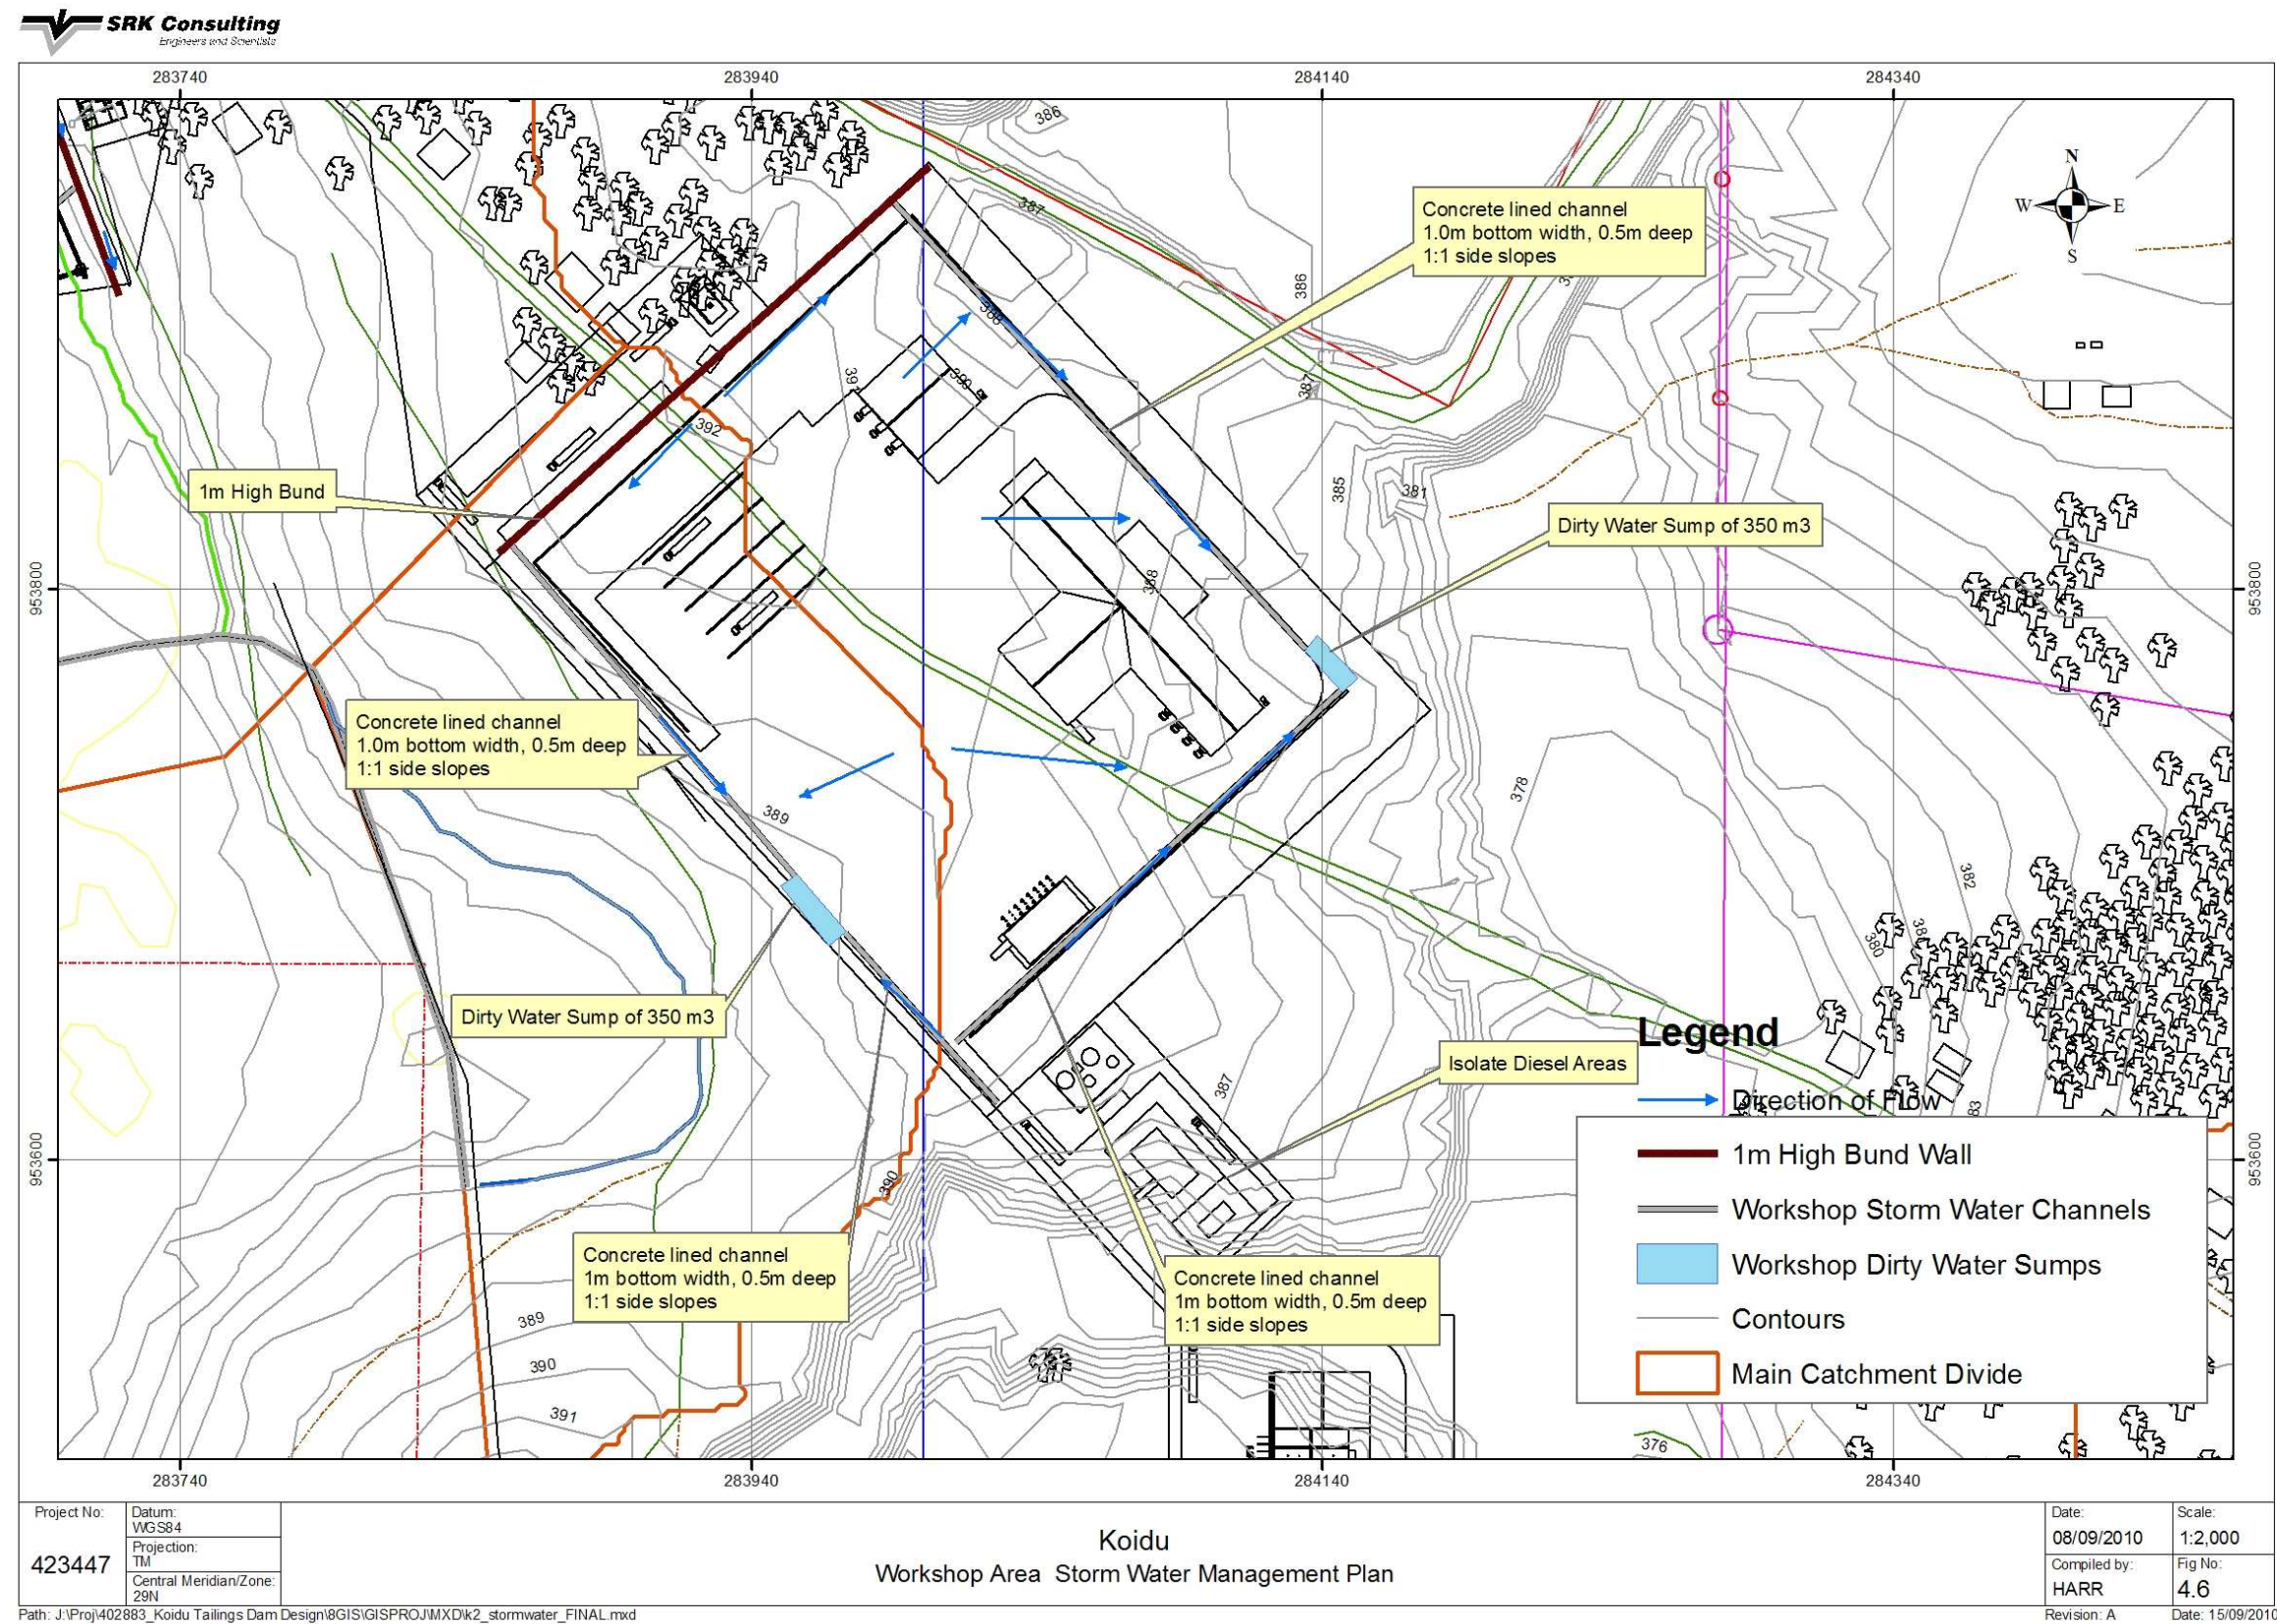 SRK Consulting
Engineers and Scientists
283740 283940 284140 284340
386
387
386
Concrete lined channel
1.0m bottom width, 0.5m deep
1:1 side slopes
N
W E
S
388
390
391
387
392
385
381
1m High Bund
Dirty Water Sump of 350 m3
953800
388
953800
Concrete lined channel
1.0m bottom width, 0.5m deep
1:1 side slopes
389
378
382
380
Dirty Water Sump of 350 m3
Isolate Diesel Areas
387
390
953600
953600
Concrete lined channel
1m bottom width, 0.5m deep
1:1 side slopes
Concrete lined channel
1m bottom width, 0.5m deep
1:1 side slopes
389
390
391
376
Legend
Direction of Flow
83
1m High Bund Wall
Workshop Storm Water Channels
Workshop Dirty Water Sumps
Contours
Main Catchment Divide
283740 283940 284140 284340
Project No:
423447
Datum:
WGS84
Projection:
TM
Central Meridian/Zone:
29N
Koidu
Workshop Area Storm Water Management Plan
Date:
08/09/2010
Scale:
1:2,000
Compiled by:
HARR
Fig No:
4.6
Path: J:\Proj\402883_Koidu Tailings Dam Design\8GIS\GISPROJ\MXD\k2_stormwater_FINAL.mxd
Revision: A Date: 15/09/2010